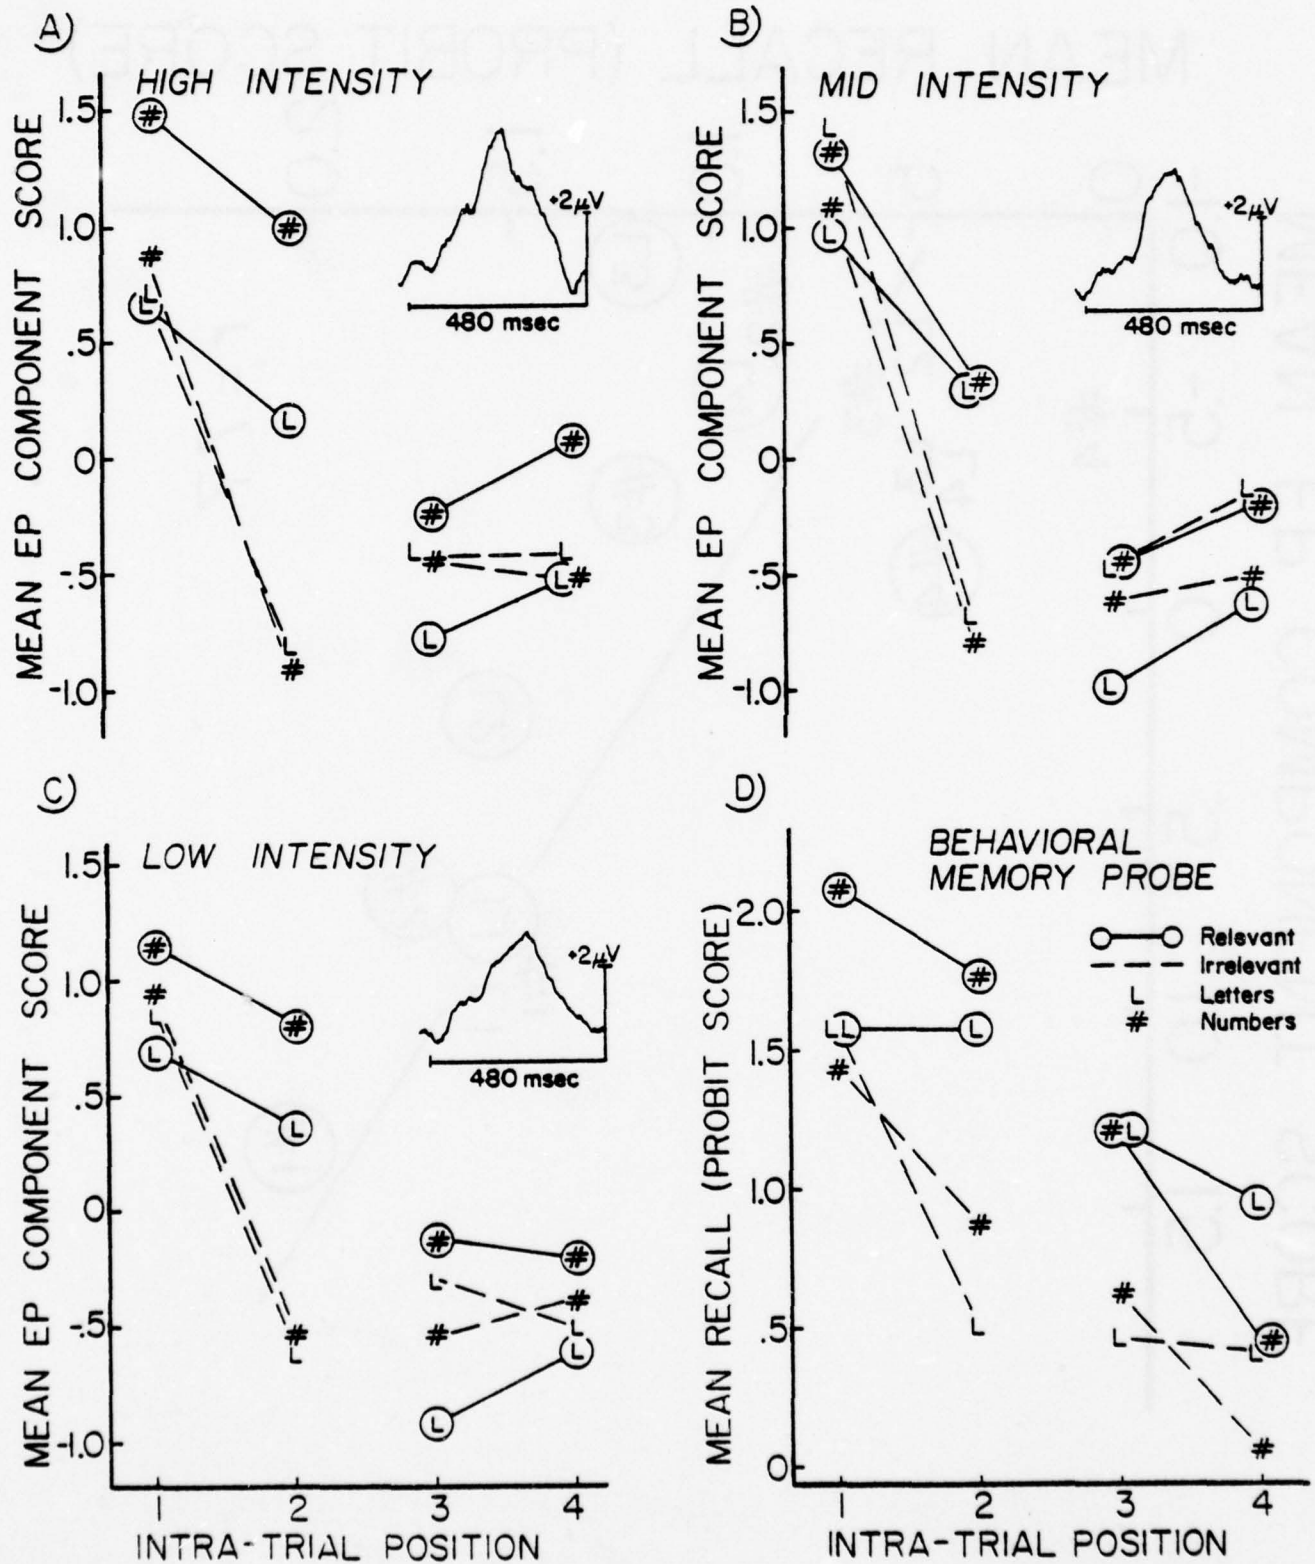 A)
HIGH INTENSITY
MEAN EP COMPONENT SCORE
1.5
1.0
.5
0
-.5
-1.0
+2μV
480 msec
# #
# L L L
# L L #
L # L #
L #
B)
MID INTENSITY
MEAN EP COMPONENT SCORE
1.5
1.0
.5
0
-.5
-1.0
+2μV
480 msec
L # # L
L #
L # L #
L # # #
L L
C)
LOW INTENSITY
MEAN EP COMPONENT SCORE
1.5
1.0
.5
0
-.5
-1.0
+2μV
480 msec
# # L L
# L
# #
L # # L
# L L L
1 2 3 4
INTRA-TRIAL POSITION
D)
BEHAVIORAL
MEMORY PROBE
Relevant
Irrelevant
L Letters
# Numbers
MEAN RECALL (PROBIT SCORE)
2.0
1.5
1.0
.5
0
# #
L L L
#
# L # L
L # L L #
#
1 2 3 4
INTRA-TRIAL POSITION